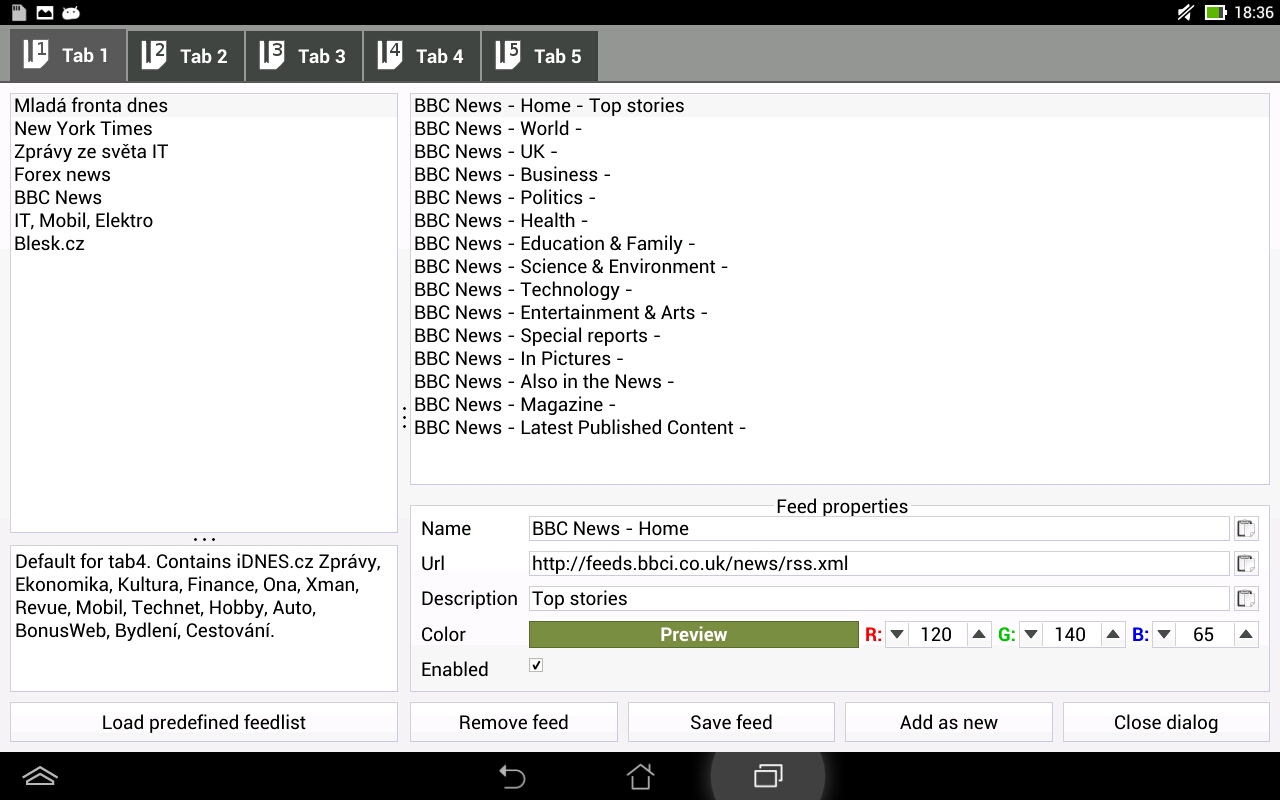 18:36
1 Tab 1
2 Tab 2
3 Tab 3
4 Tab 4
5 Tab 5
Mladá fronta dnes
New York Times
Zprávy ze světa IT
Forex news
BBC News
IT, Mobil, Elektro
Blesk.cz
Default for tab4. Contains iDNES.cz Zprávy,
Ekonomika, Kultura, Finance, Ona, Xman,
Revue, Mobil, Technet, Hobby, Auto,
BonusWeb, Bydlení, Cestování.
Load predefined feedlist
BBC News - Home - Top stories
BBC News - World -
BBC News - UK -
BBC News - Business -
BBC News - Politics -
BBC News - Health -
BBC News - Education & Family -
BBC News - Science & Environment -
BBC News - Technology -
BBC News - Entertainment & Arts -
BBC News - Special reports -
BBC News - In Pictures -
BBC News - Also in the News -
BBC News - Magazine -
BBC News - Latest Published Content -
Feed properties
Name BBC News - Home
Url http://feeds.bbci.co.uk/news/rss.xml
Description Top stories
Color Preview R: 120 G: 140 B: 65
Enabled
Remove feed
Save feed
Add as new
Close dialog